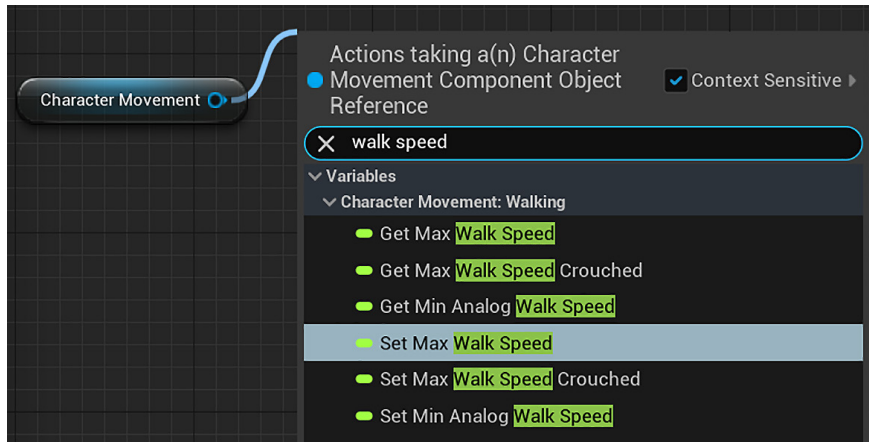 Character Movement
Actions taking a(n) Character
Movement Component Object
Reference
Context Sensitive
walk speed
Variables
Character Movement: Walking
Get Max Walk Speed
Get Max Walk Speed Crouched
Get Min Analog Walk Speed
Set Max Walk Speed
Set Max Walk Speed Crouched
Set Min Analog Walk Speed